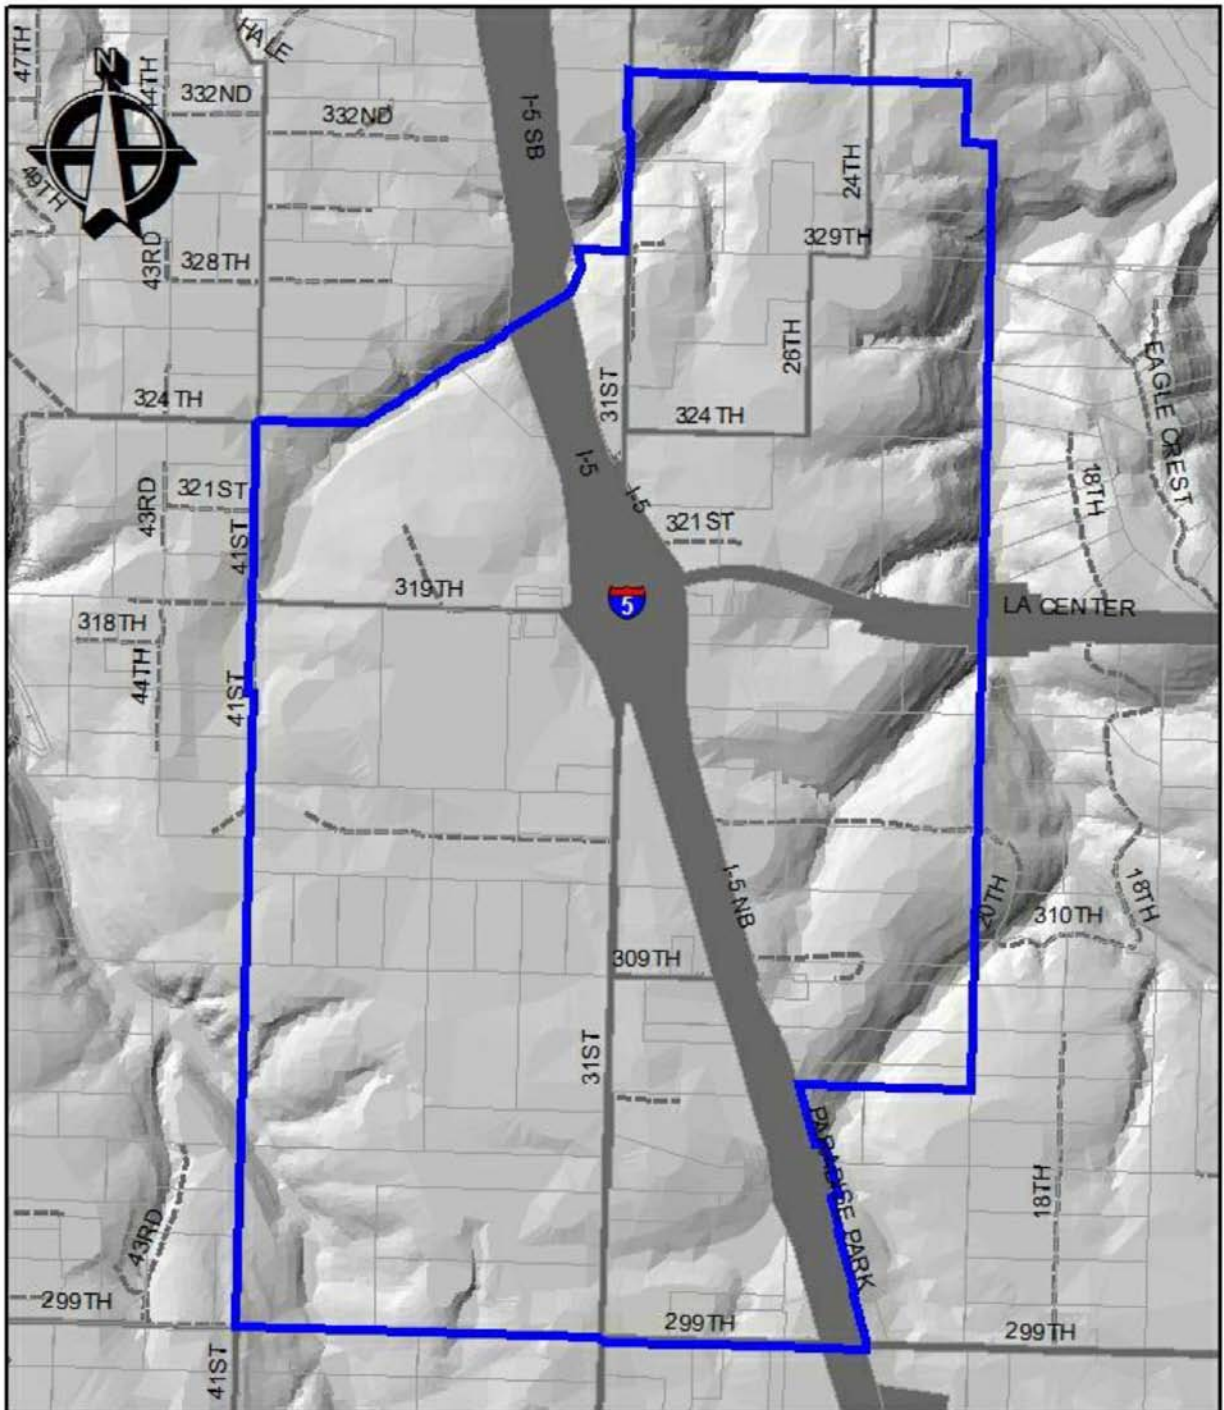 HALE
47TH
N
44TH
332ND
332ND
I-5 SB
24TH
49TH
43RD
328TH
329TH
26TH
EAGLE CREST
324TH
31ST
324TH
I-5
I-5
18TH
43RD
321ST
41ST
321ST
319TH
5
LA CENTER
318TH
44TH
41ST
I-5 NB
20TH
310TH
18TH
309TH
31ST
PARADISE PARK
18TH
43RD
299TH
299TH
299TH
41ST